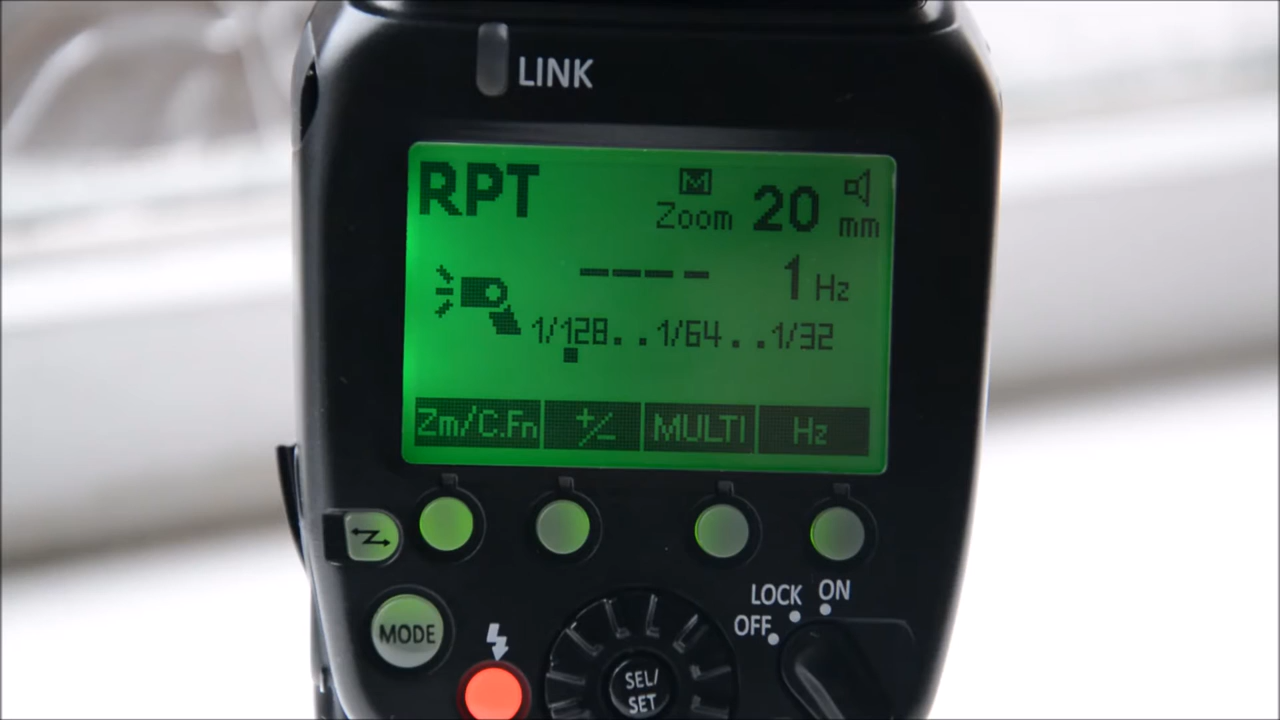 LINK
RPT
M
Zoom 20 mm
---- 1 Hz
1/128..1/64..1/32
Zm/C.Fn +/- MULTI Hz
LOCK ON
OFF
MODE
SEL/
SET